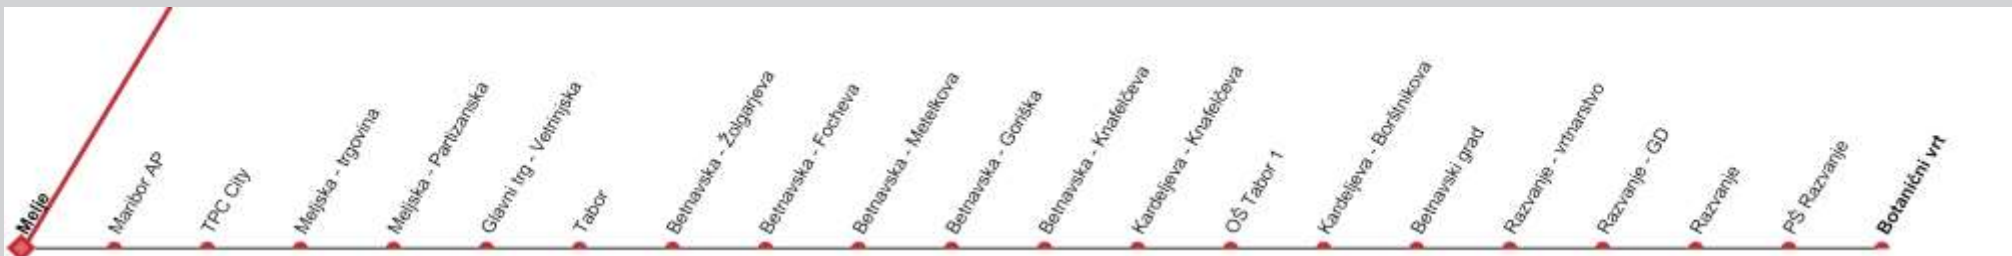 Melje
Maribor AP
TPC City
Meljska - trgovina
Meljska - Partizanska
Glavni trg - Vetrinjska
Tabor
Betnavska - Žolgarjeva
Betnavska - Focheva
Betnavska - Metelkova
Betnavska - Goriška
Betnavska - Knafelčeva
Kardeljeva - Knafelčeva
OŠ Tabor 1
Kardeljeva - Borštnikova
Betnavski grad
Razvanje - vrtnarstvo
Razvanje - GD
Razvanje
PŠ Razvanje
Botanični vrt